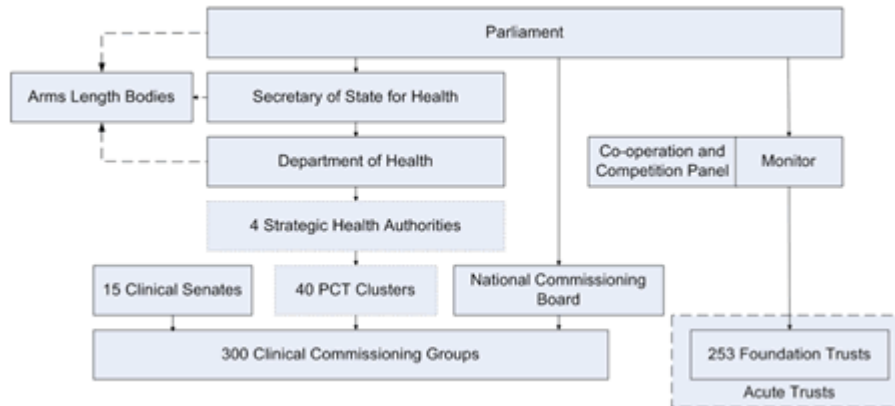 Parliament
Arms Length Bodies
Secretary of State for Health
Department of Health
Co-operation and
Competition Panel
Monitor
4 Strategic Health Authorities
15 Clinical Senates
40 PCT Clusters
National Commissioning
Board
300 Clinical Commissioning Groups
253 Foundation Trusts
Acute Trusts